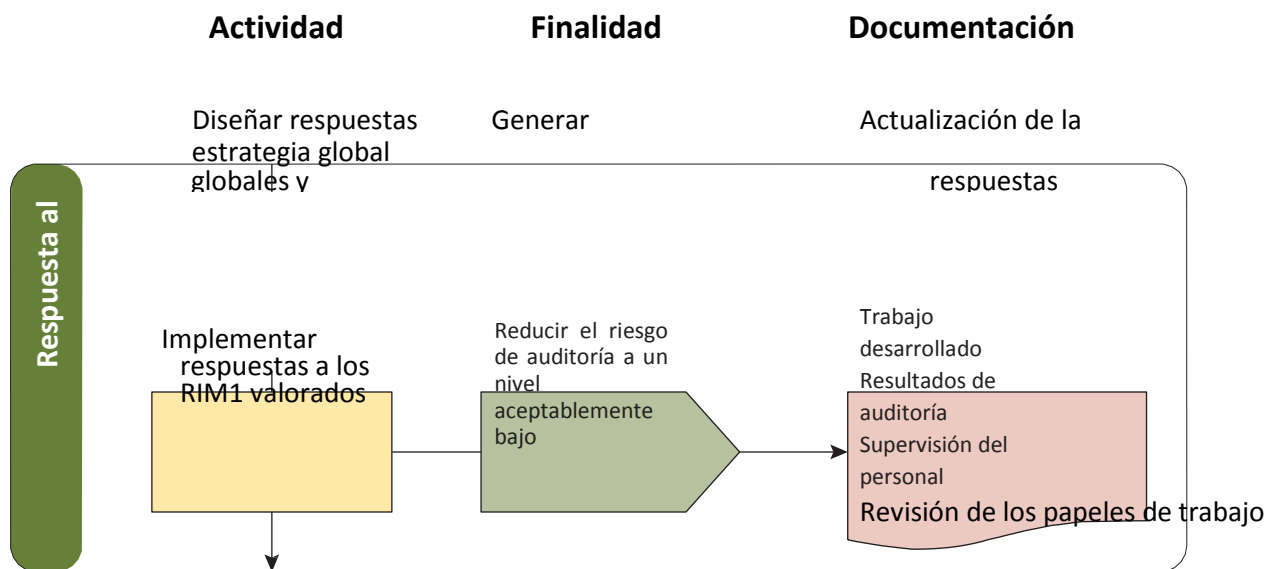 Actividad
Finalidad
Documentación
Diseñar respuestas
estrategia global
globales y
Generar
Actualización de la
respuestas
Respuesta al
Implementar
respuestas a los
RIM1 valorados
Reducir el riesgo
de auditoría a un
nivel
aceptablemente
bajo
Trabajo
desarrollado
Resultados de
auditoría
Supervisión del
personal
Revisión de los papeles de trabajo